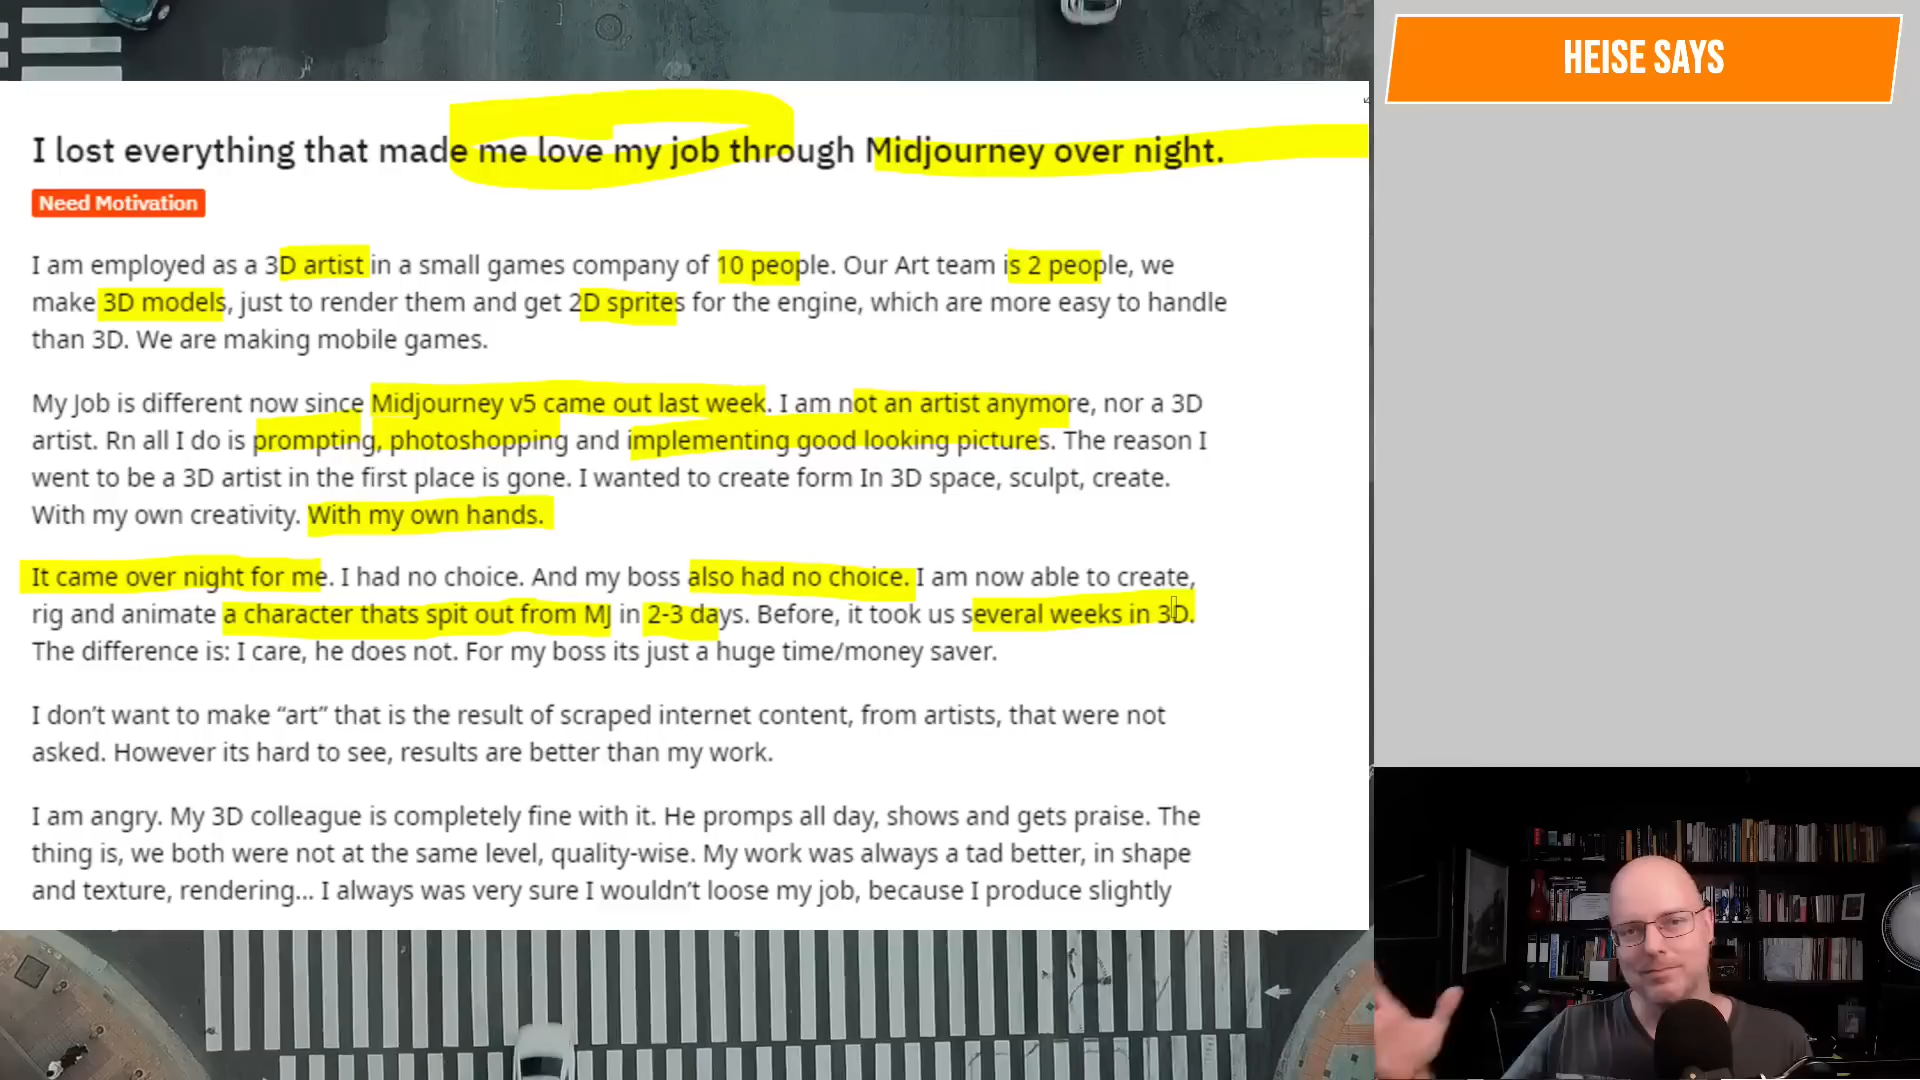 HEISE SAYS
I lost everything that made me love my job through Midjourney over night.
Need Motivation
I am employed as a 3D artist in a small games company of 10 people. Our Art team is 2 people, we
make 3D models, just to render them and get 2D sprites for the engine, which are more easy to handle
than 3D. We are making mobile games.
My Job is different now since Midjourney v5 came out last week. I am not an artist anymore, nor a 3D
artist. Rn all I do is prompting, photoshopping and implementing good looking pictures. The reason I
went to be a 3D artist in the first place is gone. I wanted to create form In 3D space, sculpt, create.
With my own creativity. With my own hands.
It came over night for me. I had no choice. And my boss also had no choice. I am now able to create,
rig and animate a character thats spit out from MJ in 2-3 days. Before, it took us several weeks in 3D.
The difference is: I care, he does not. For my boss its just a huge time/money saver.
I don’t want to make “art” that is the result of scraped internet content, from artists, that were not
asked. However its hard to see, results are better than my work.
I am angry. My 3D colleague is completely fine with it. He promps all day, shows and gets praise. The
thing is, we both were not at the same level, quality-wise. My work was always a tad better, in shape
and texture, rendering... I always was very sure I wouldn’t loose my job, because I produce slightly